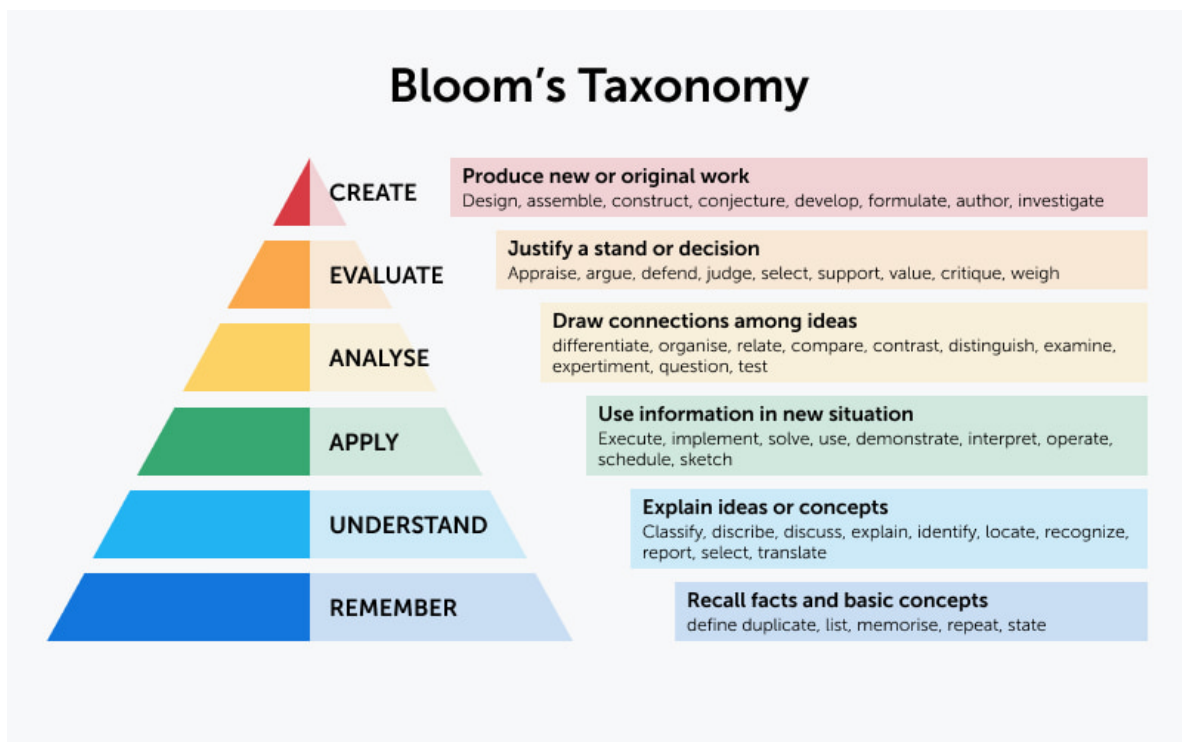 Bloom's Taxonomy
CREATE
Produce new or original work
Design, assemble, construct, conjecture, develop, formulate, author, investigate
EVALUATE
Justify a stand or decision
Appraise, argue, defend, judge, select, support, value, critique, weigh
ANALYSE
Draw connections among ideas
differentiate, organise, relate, compare, contrast, distinguish, examine,
expertiment, question, test
APPLY
Use information in new situation
Execute, implement, solve, use, demonstrate, interpret, operate,
schedule, sketch
UNDERSTAND
Explain ideas or concepts
Classify, discribe, discuss, explain, identify, locate, recognize,
report, select, translate
REMEMBER
Recall facts and basic concepts
define duplicate, list, memorise, repeat, state